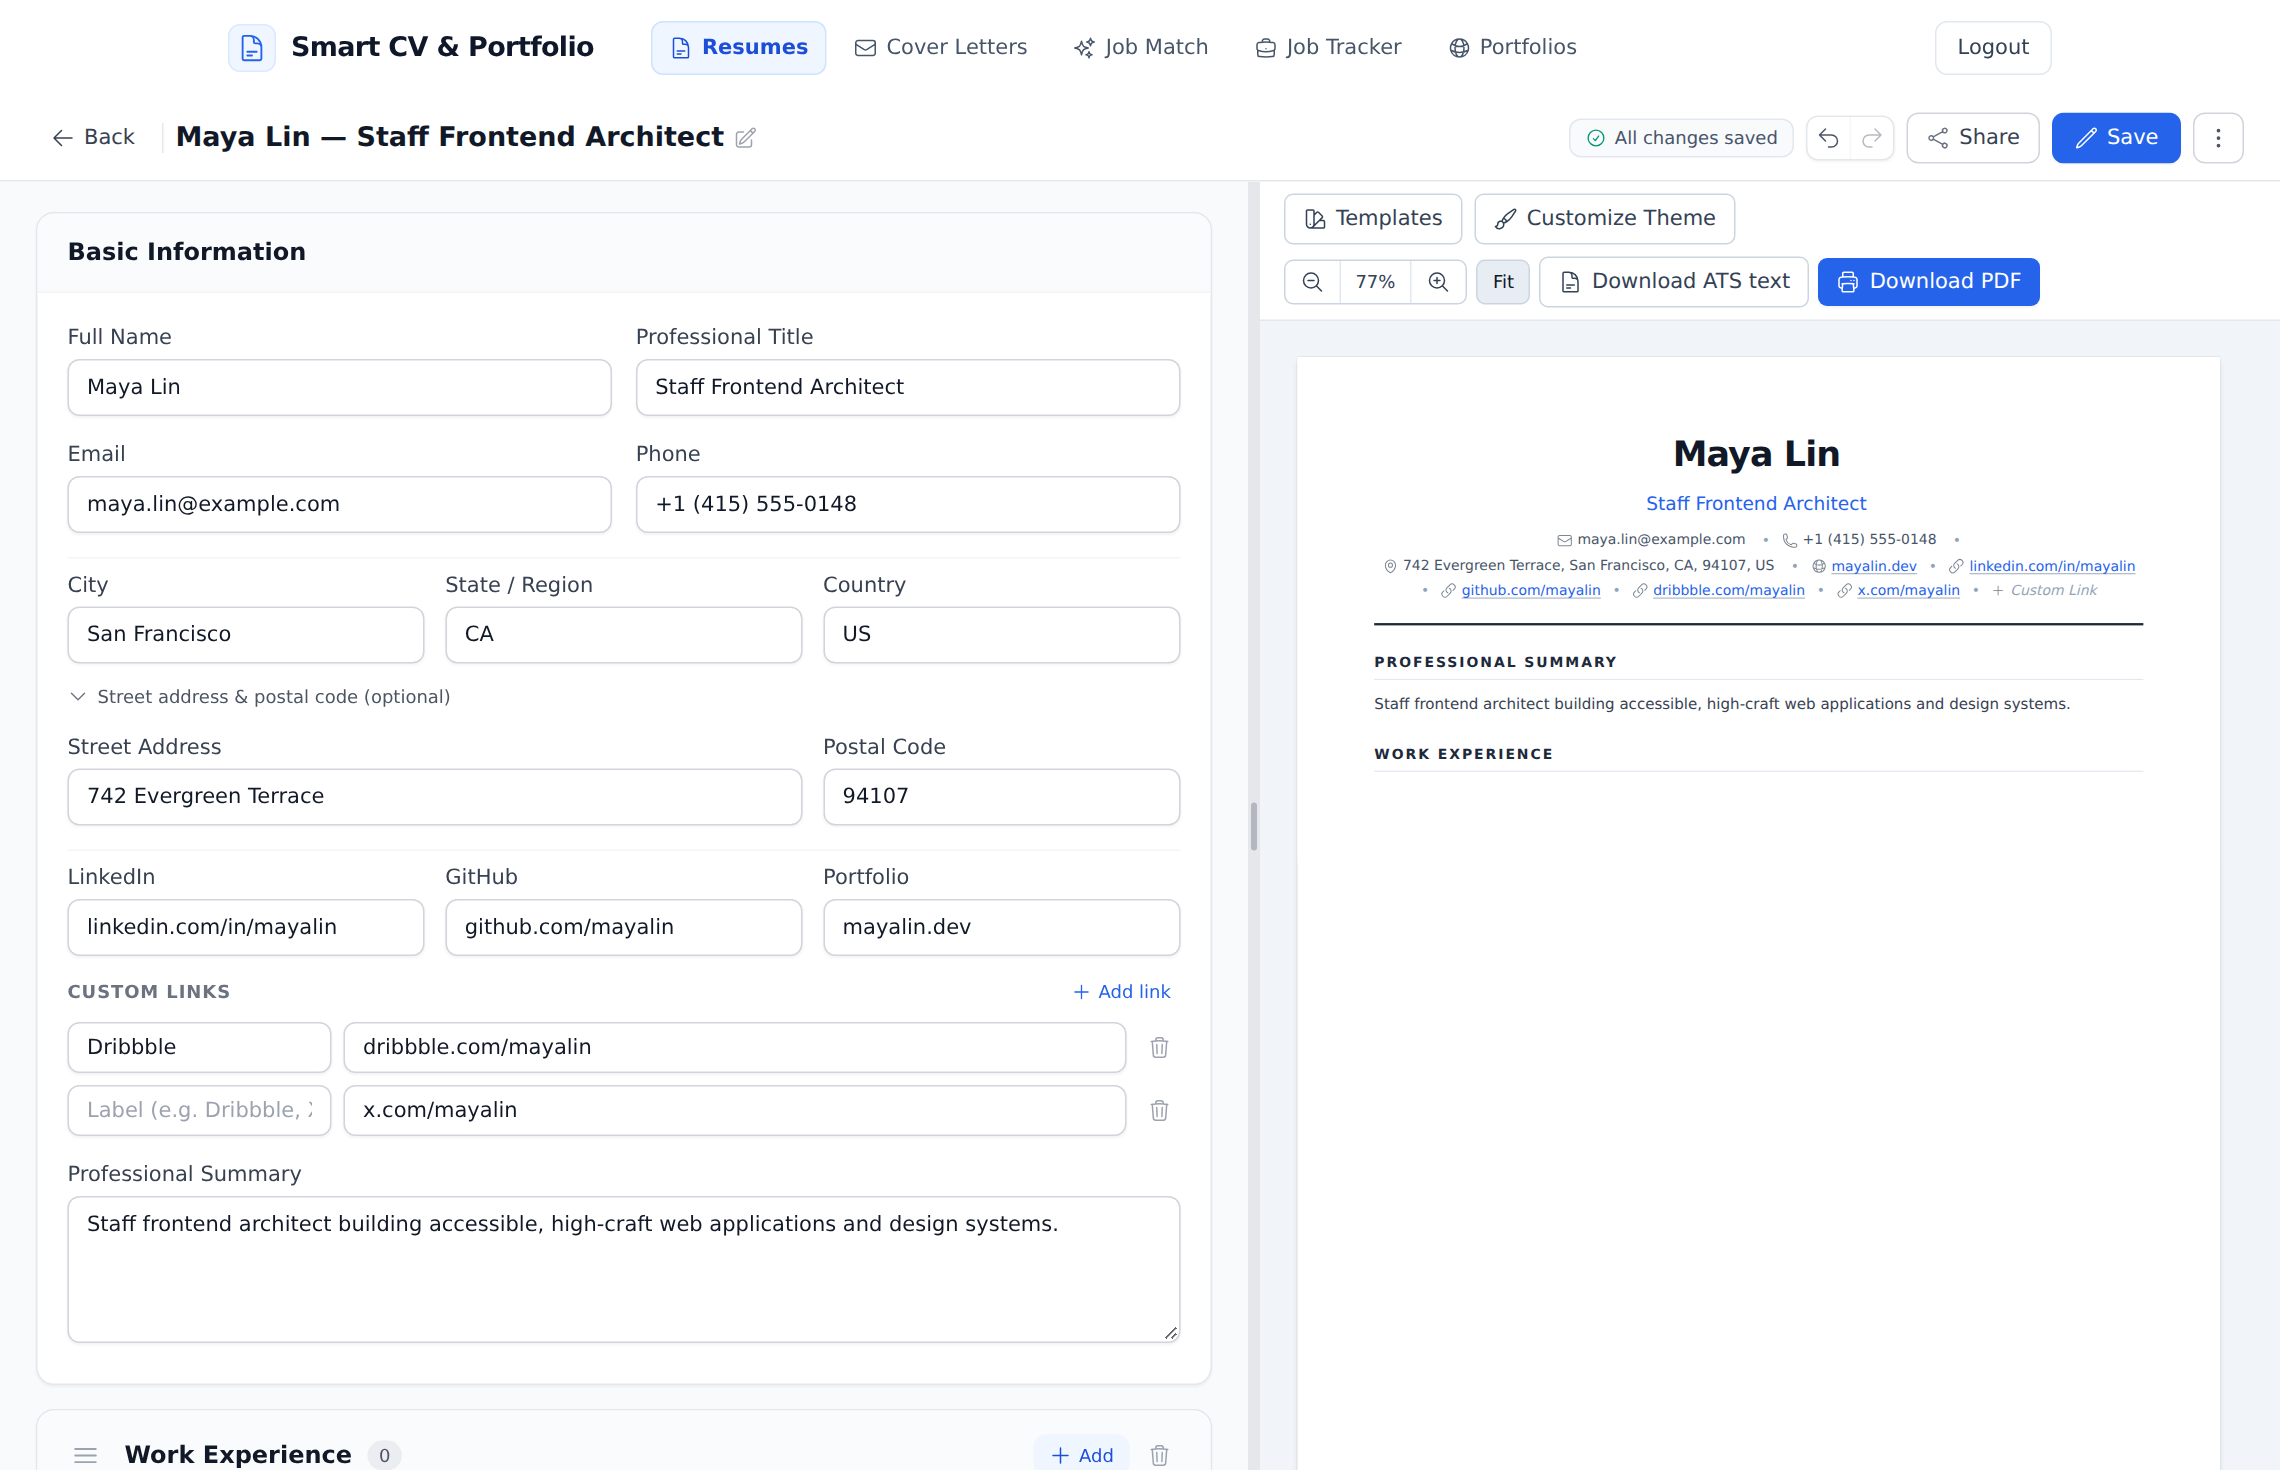 Smart CV & Portfolio
Resumes
Cover Letters
Job Match
Job Tracker
Portfolios
Logout
Back
Maya Lin — Staff Frontend Architect
All changes saved
Share
Save
Basic Information
Full Name
Professional Title
Maya Lin
Staff Frontend Architect
Email
Phone
maya.lin@example.com
+1 (415) 555-0148
City
State / Region
Country
San Francisco
CA
US
Street address & postal code (optional)
Street Address
Postal Code
742 Evergreen Terrace
94107
LinkedIn
GitHub
Portfolio
linkedin.com/in/mayalin
github.com/mayalin
mayalin.dev
CUSTOM LINKS
+ Add link
Dribbble
dribbble.com/mayalin
Label (e.g. Dribbble,
x.com/mayalin
Professional Summary
Staff frontend architect building accessible, high-craft web applications and design systems.
Work Experience
0
+ Add
Templates
Customize Theme
77%
Fit
Download ATS text
Download PDF
Maya Lin
Staff Frontend Architect
maya.lin@example.com • +1 (415) 555-0148 •
742 Evergreen Terrace, San Francisco, CA, 94107, US • mayalin.dev • linkedin.com/in/mayalin
• github.com/mayalin • dribbble.com/mayalin • x.com/mayalin • + Custom Link
PROFESSIONAL SUMMARY
Staff frontend architect building accessible, high-craft web applications and design systems.
WORK EXPERIENCE